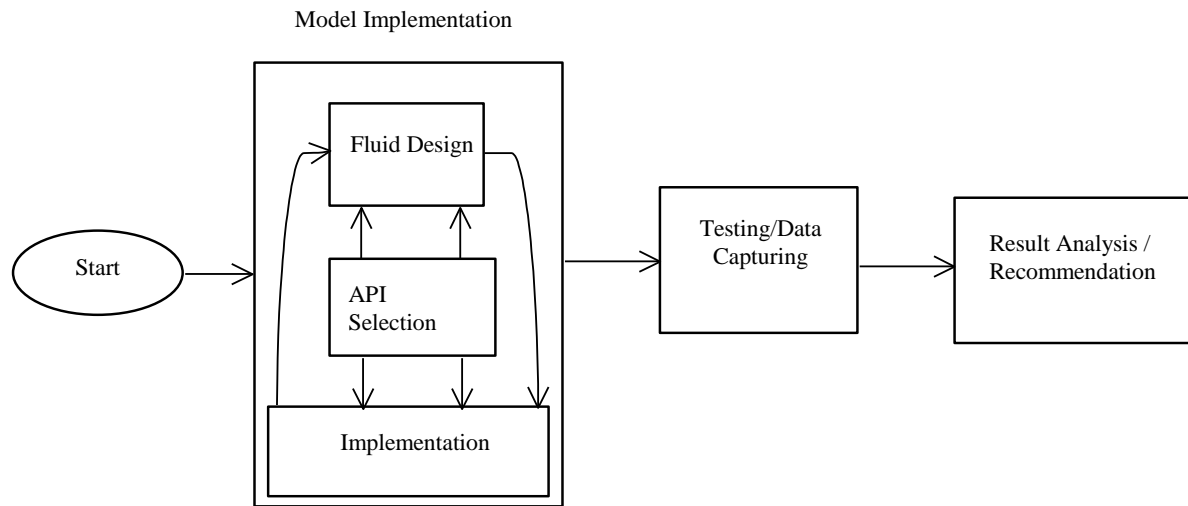 Model Implementation
Fluid Design
Start
API
Selection
Implementation
Testing/Data
Capturing
Result Analysis /
Recommendation